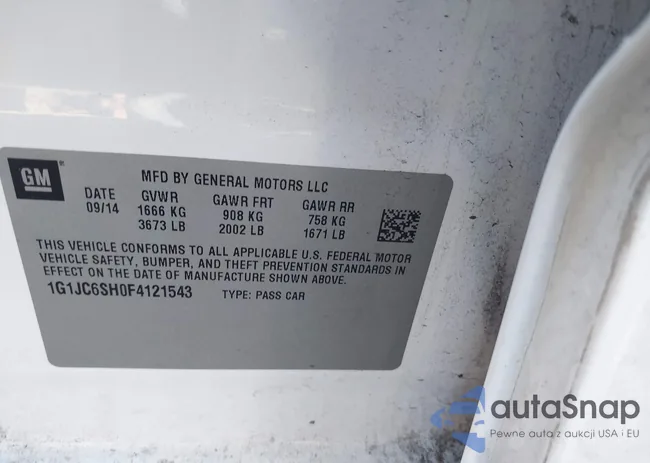 GM
MFD BY GENERAL MOTORS LLC
DATE GVWR GAWR FRT GAWR RR
09/14 1666 KG 908 KG 758 KG
3673 LB 2002 LB 1671 LB
THIS VEHICLE CONFORMS TO ALL APPLICABLE U.S. FEDERAL MOTOR
VEHICLE SAFETY, BUMPER, AND THEFT PREVENTION STANDARDS IN
EFFECT ON THE DATE OF MANUFACTURE SHOWN ABOVE.
1G1JC6SH0F4121543 TYPE: PASS CAR
autaSnap
Pewne auta z aukcji USA i EU